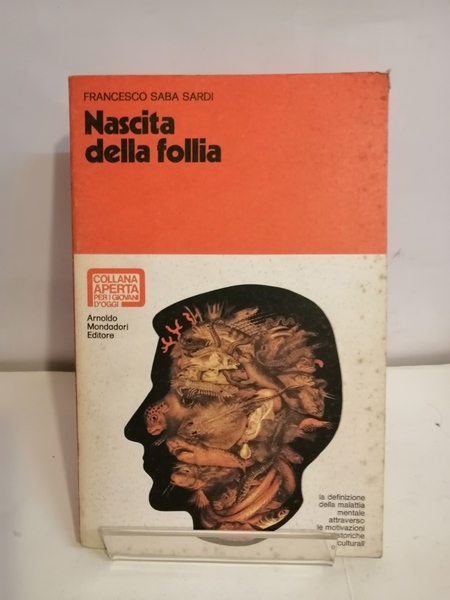 FRANCESCO SABA SARDI
Nascita
della follia
COLLANA
APERTA
PER I GIOVANI
D'OGGI
Arnoldo
Mondadori
Editore
la definizione
della malattia
mentale
attraverso
le motivazioni
storiche
culturali